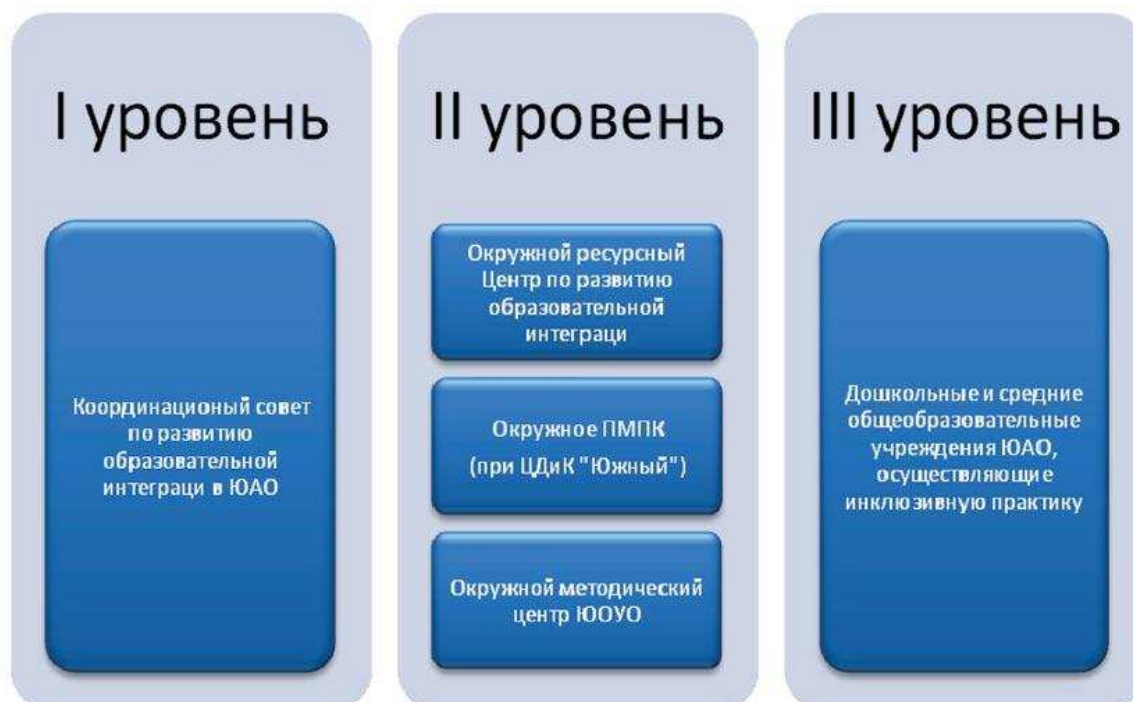 I уровень
Координационый совет
по развитию
образовательной
интеграци в ЮАО
II уровень
Окружной ресурсный
Центр по развитию
образовательной
интеграци
Окружное ПМПК
(при ЦДиК "Южный")
Окружной методический
центр ЮОУО
III уровень
Дошкольные и средние
общеобразовательные
учреждения ЮАО,
осуществляющие
инклюзивную практику